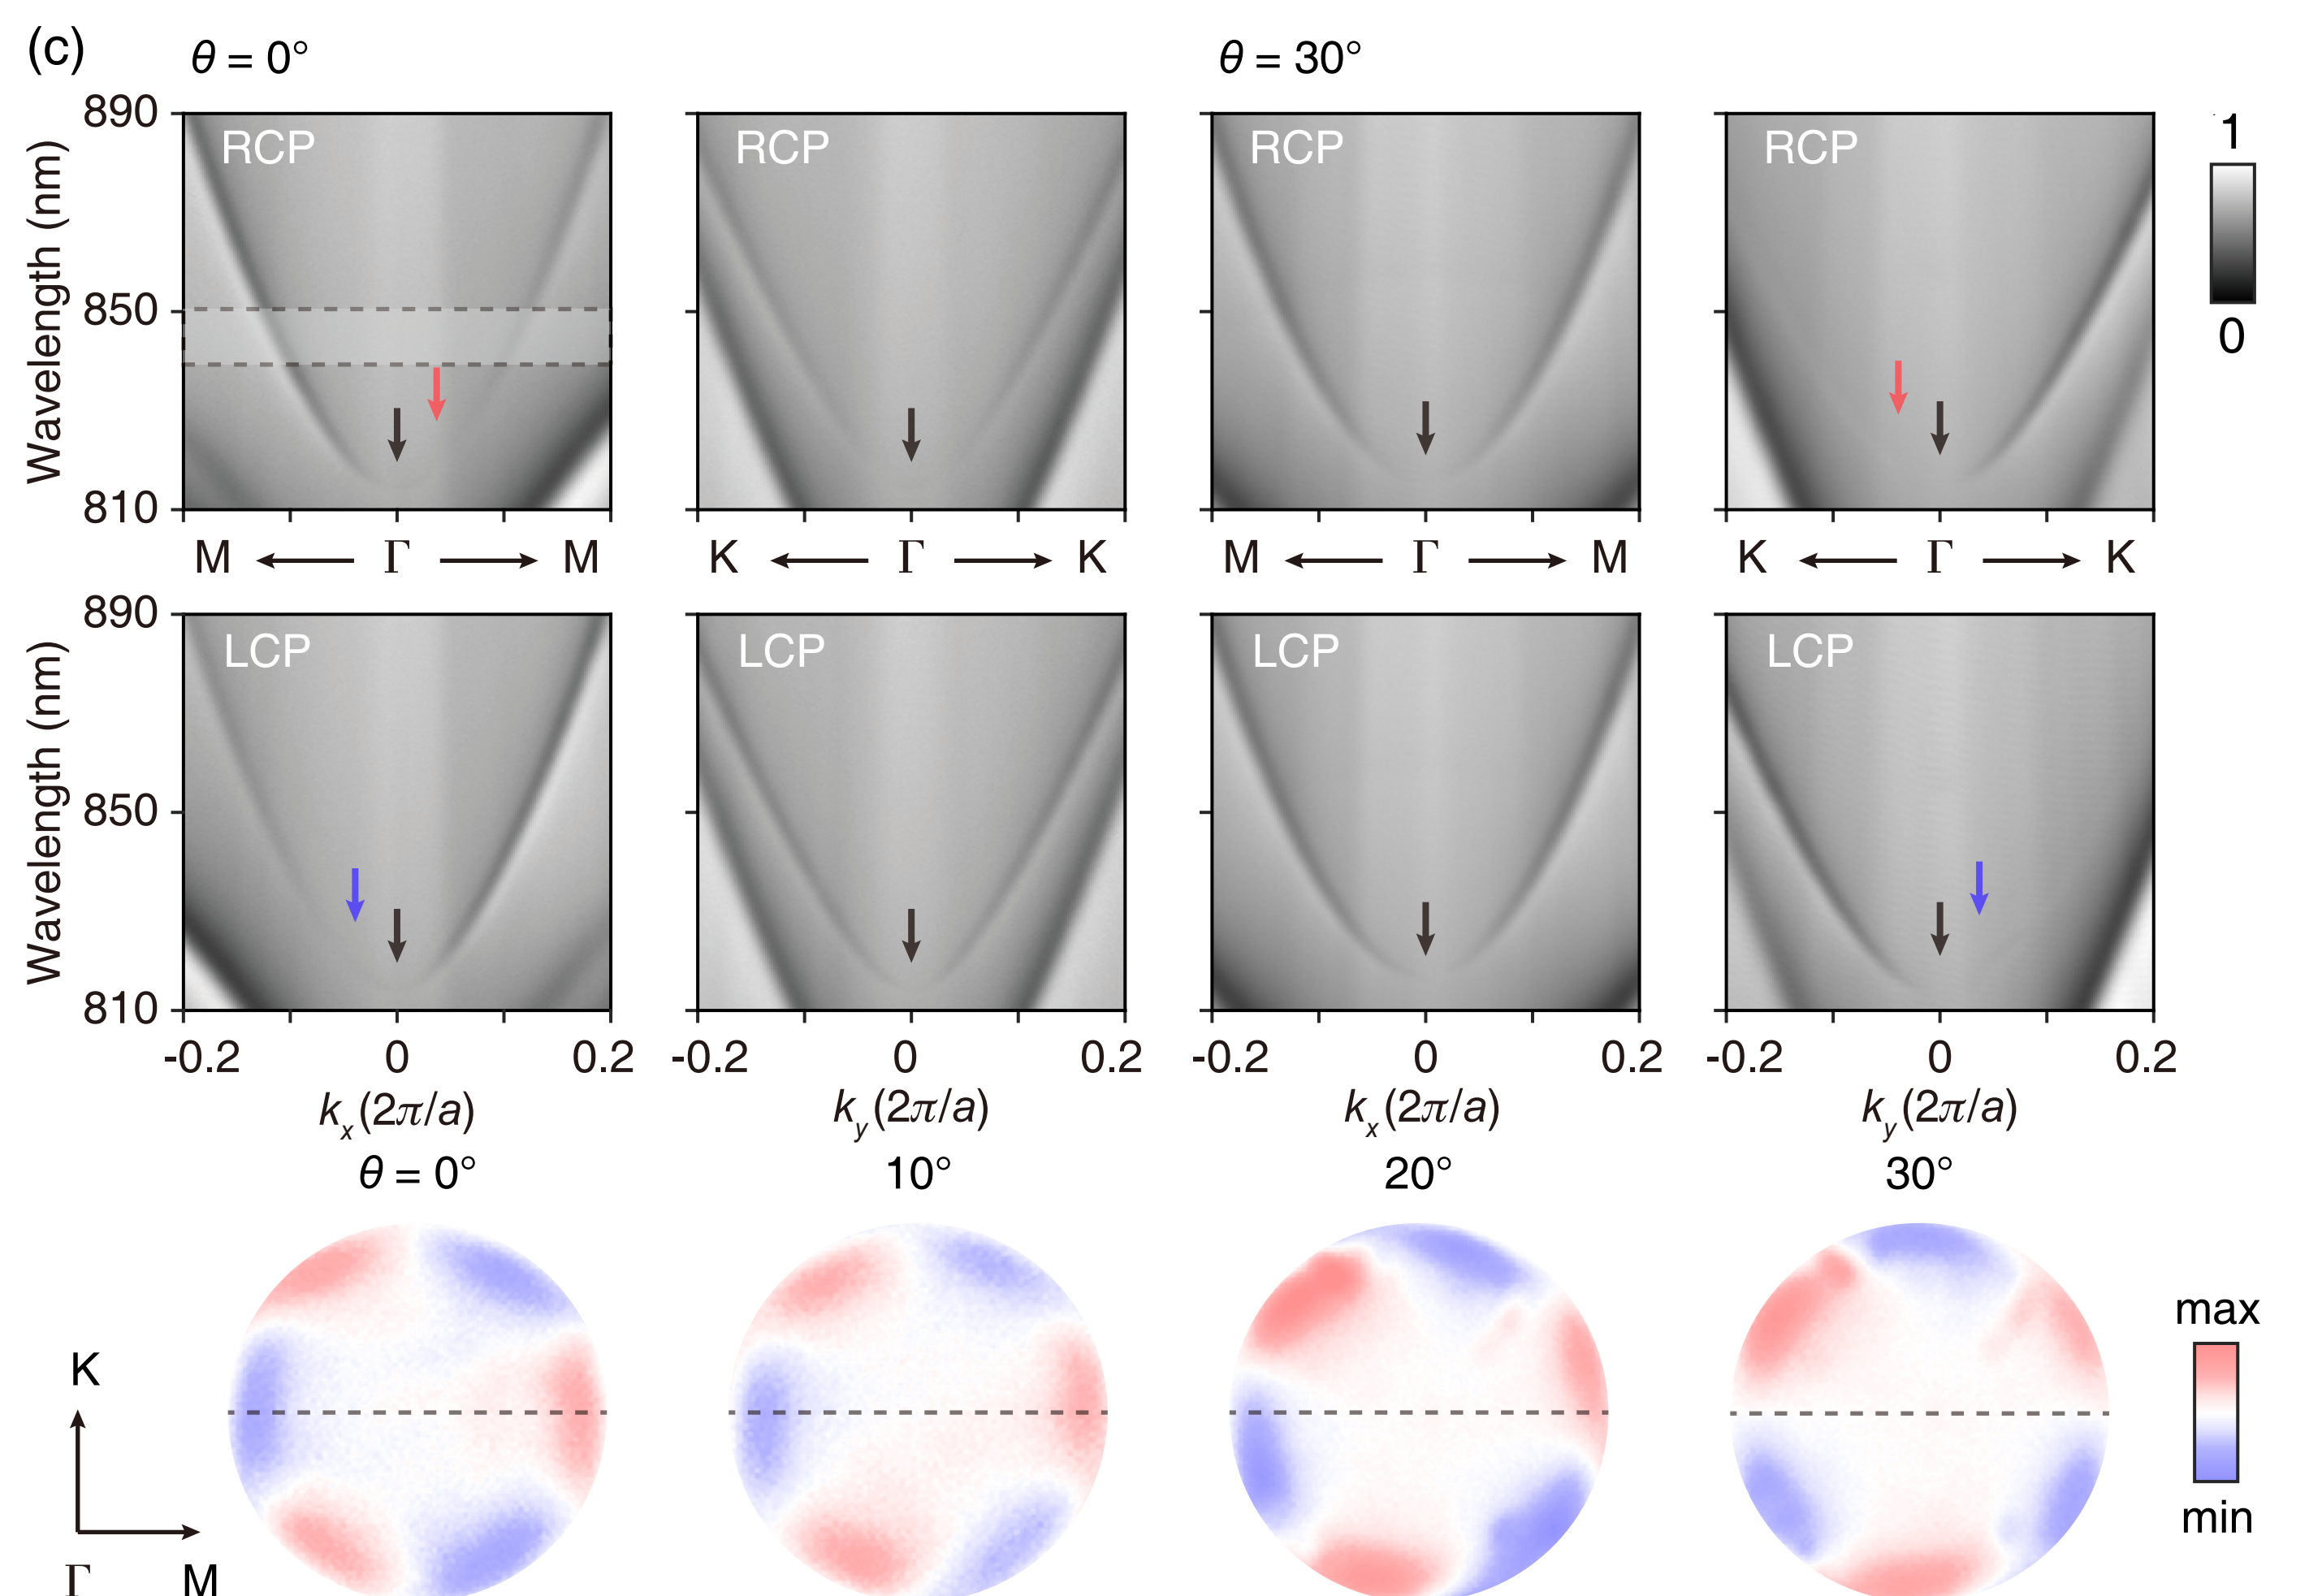 (c)
θ = 0°
θ = 30°
890
850
810
Wavelength (nm)
RCP
RCP
RCP
RCP
1
0
M Γ M
K Γ K
M Γ M
K Γ K
890
850
810
Wavelength (nm)
LCP
LCP
LCP
LCP
-0.2 0 0.2
-0.2 0 0.2
-0.2 0 0.2
-0.2 0 0.2
kx(2π/a)
ky(2π/a)
kx(2π/a)
ky(2π/a)
θ = 0°
10°
20°
30°
K
Γ
M
max
min